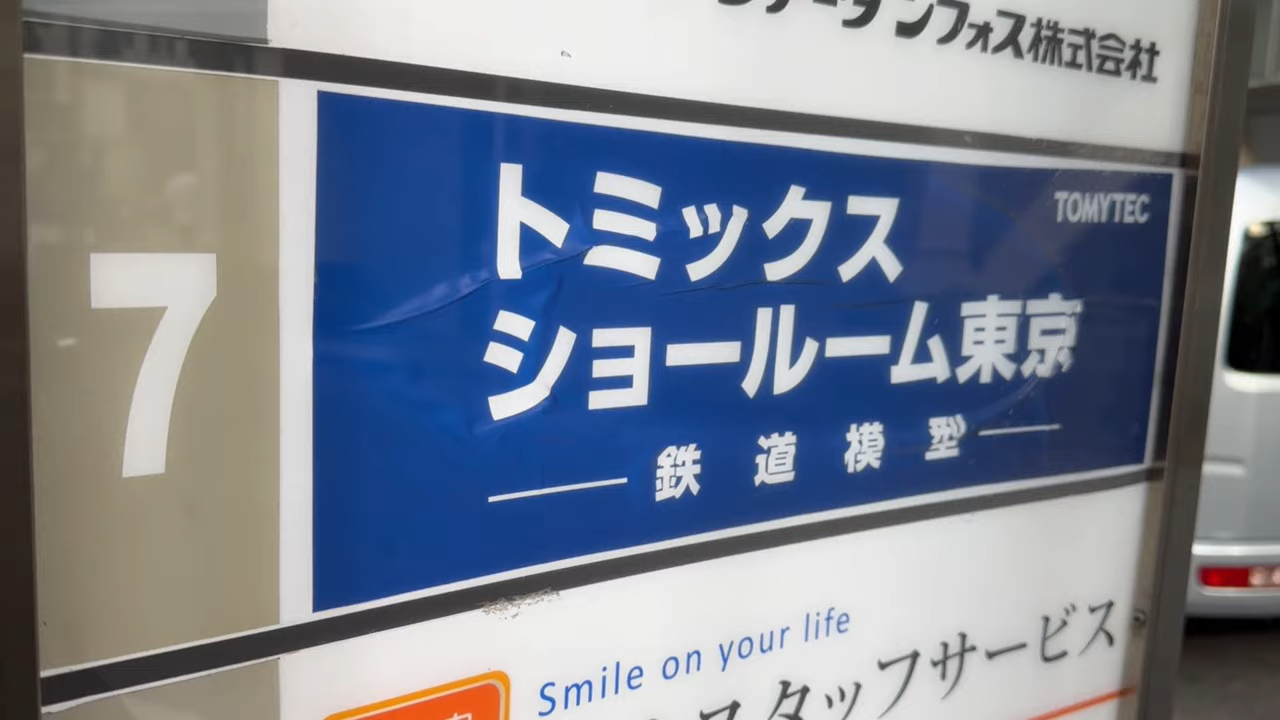 ダンフォス株式会社
7
トミックス
TOMYTEC
ショールーム東京
鉄道模型
Smile on your life
スタッフサービス